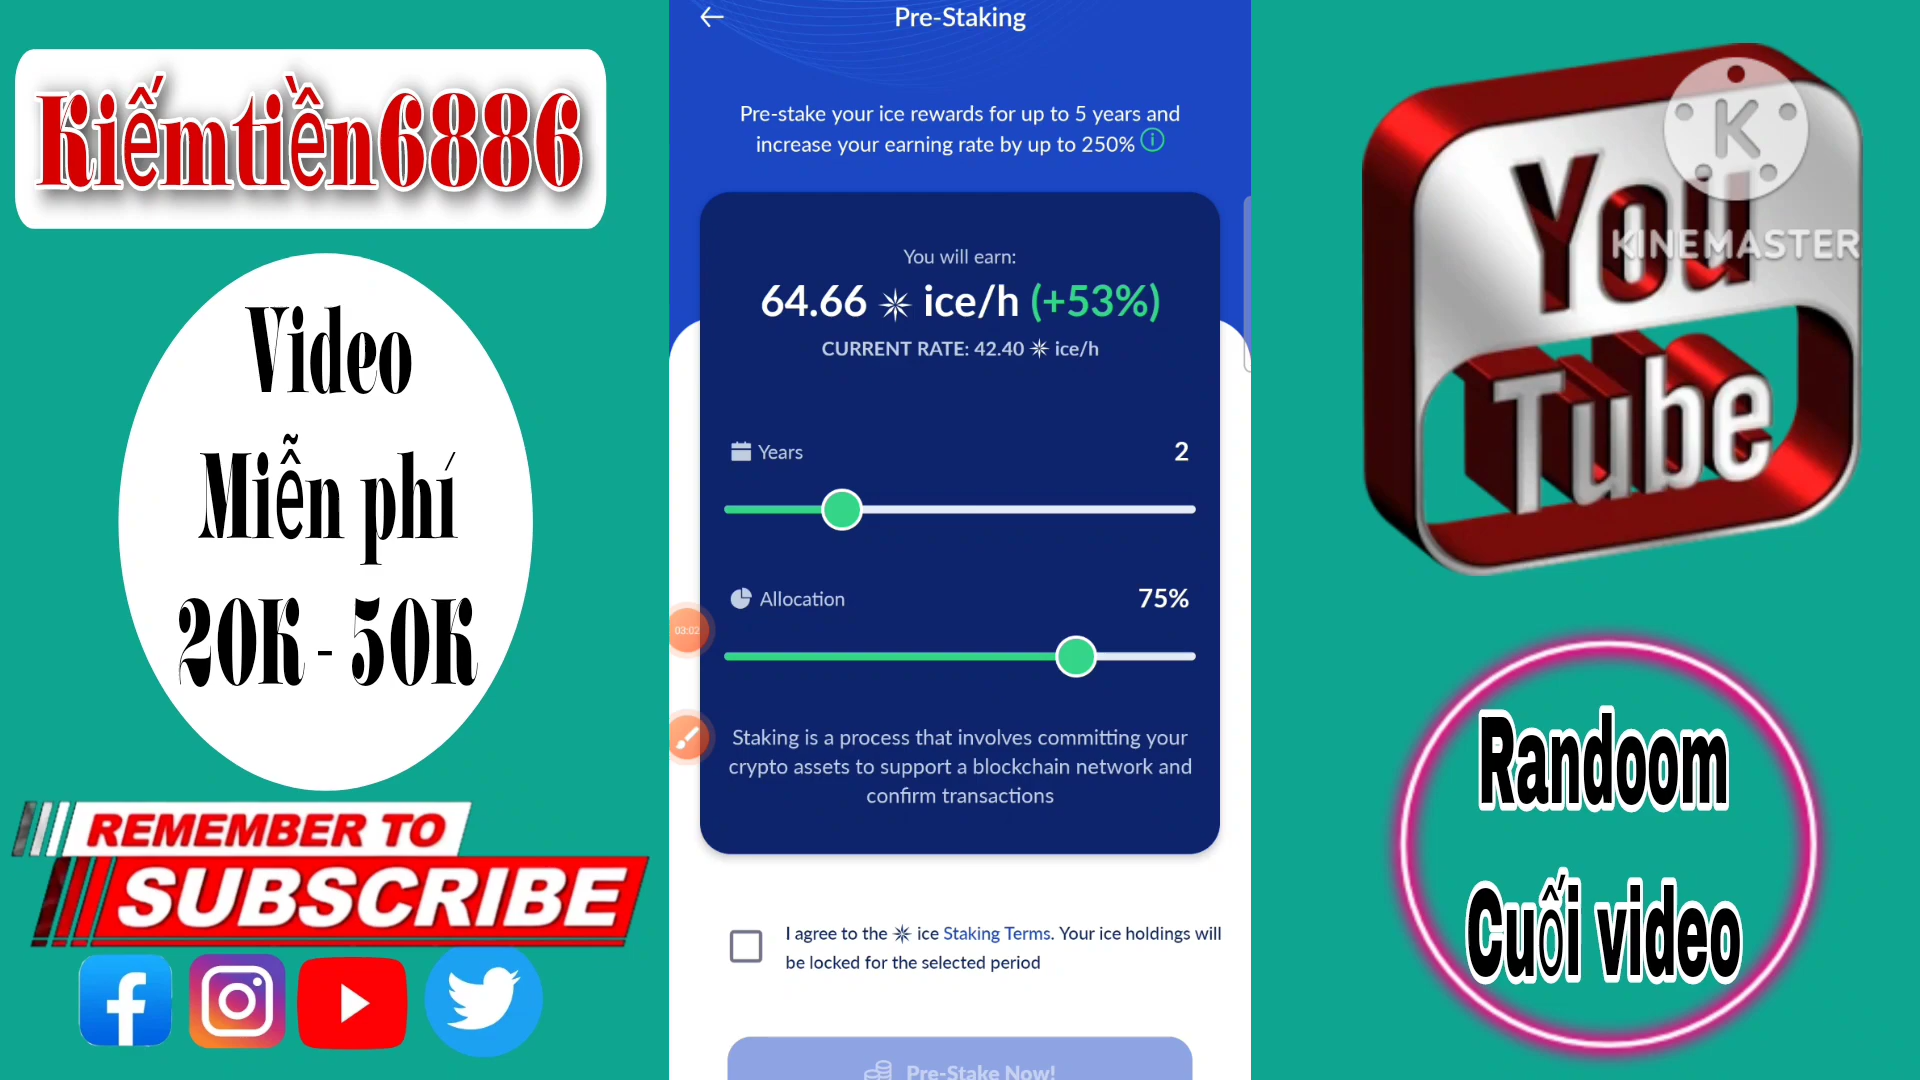 Kiếmtiền6886
Video
Miễn phí
20K - 50K
REMEMBER TO
SUBSCRIBE
Pre-Staking
Pre-stake your ice rewards for up to 5 years and
increase your earning rate by up to 250%
You will earn:
64.66 ice/h (+53%)
CURRENT RATE: 42.40 ice/h
Years 2
Allocation 75%
03:02
Staking is a process that involves committing your
crypto assets to support a blockchain network and
confirm transactions
I agree to the ice Staking Terms. Your ice holdings will
be locked for the selected period
Pre-Stake Now!
You
Tube
K
KINEMASTER
Randoom
Cuối video